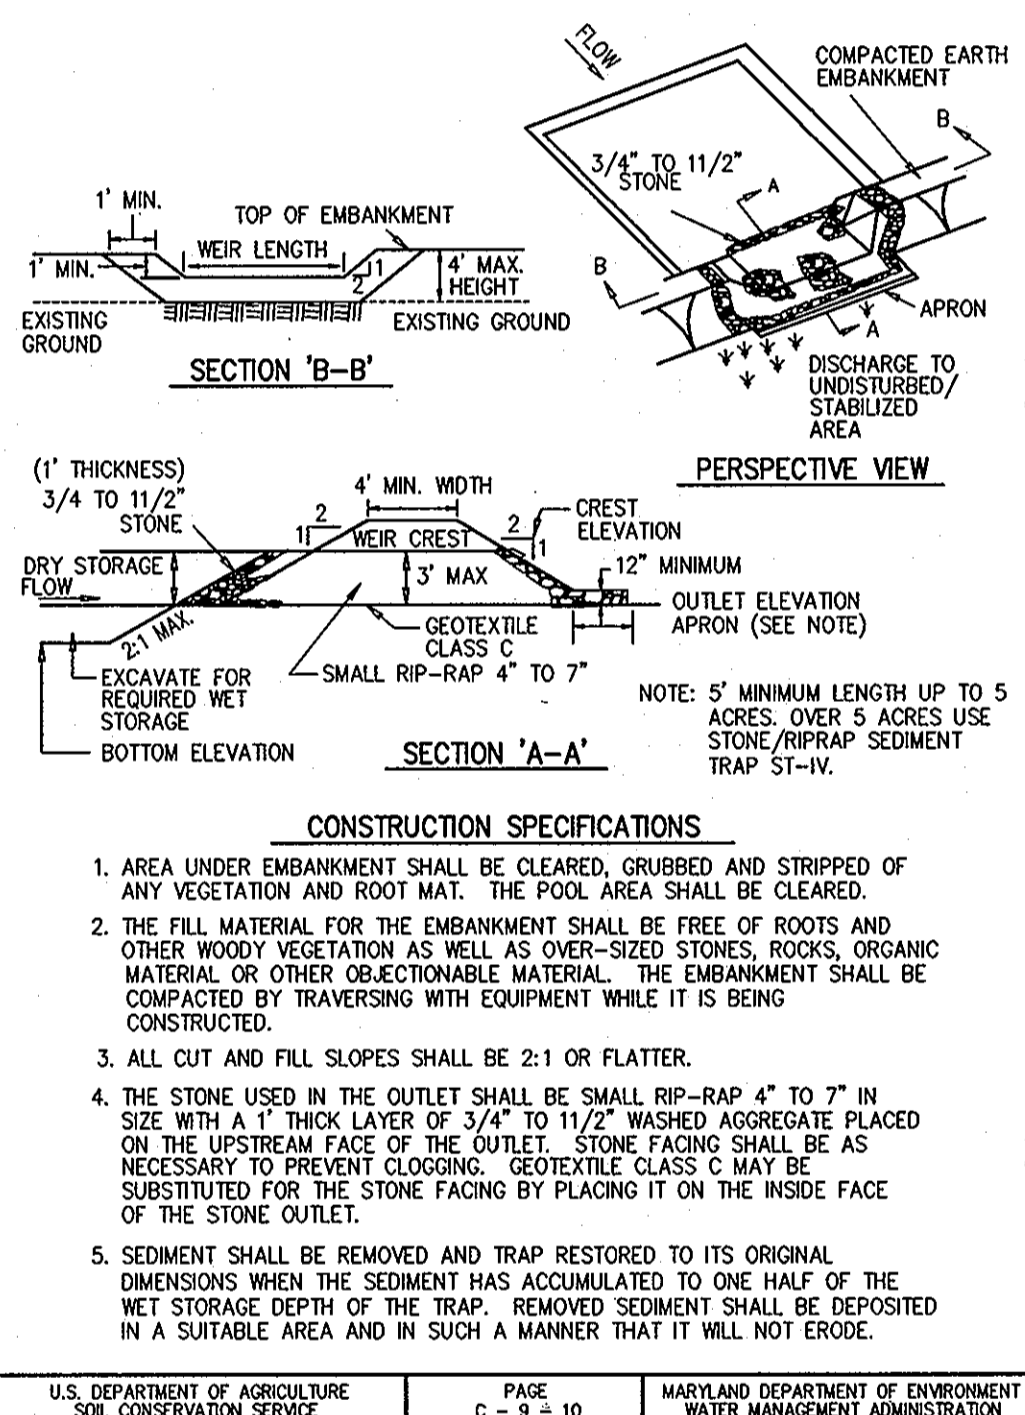 FLOW
COMPACTED EARTH
EMBANKMENT
B
3/4" TO 11/2"
STONE
A
B
APRON
A
DISCHARGE TO
UNDISTURBED/
STABILIZED
AREA
PERSPECTIVE VIEW
1' MIN.
TOP OF EMBANKMENT
WEIR LENGTH
1' MIN.
1
2
4' MAX.
HEIGHT
EXISTING
GROUND
EXISTING GROUND
SECTION 'B-B'
(1' THICKNESS)
3/4 TO 11/2"
STONE
4' MIN. WIDTH
2
1
WEIR CREST
2
1
CREST
ELEVATION
DRY STORAGE
FLOW
3' MAX
12" MINIMUM
OUTLET ELEVATION
APRON (SEE NOTE)
2:1 MAX.
GEOTEXTILE
CLASS C
SMALL RIP-RAP 4" TO 7"
EXCAVATE FOR
REQUIRED WET
STORAGE
BOTTOM ELEVATION
SECTION 'A-A'
NOTE: 5' MINIMUM LENGTH UP TO 5
ACRES. OVER 5 ACRES USE
STONE/RIPRAP SEDIMENT
TRAP ST-IV.
CONSTRUCTION SPECIFICATIONS
1. AREA UNDER EMBANKMENT SHALL BE CLEARED, GRUBBED AND STRIPPED OF
ANY VEGETATION AND ROOT MAT. THE POOL AREA SHALL BE CLEARED.
2. THE FILL MATERIAL FOR THE EMBANKMENT SHALL BE FREE OF ROOTS AND
OTHER WOODY VEGETATION AS WELL AS OVER-SIZED STONES, ROCKS, ORGANIC
MATERIAL OR OTHER OBJECTIONABLE MATERIAL. THE EMBANKMENT SHALL BE
COMPACTED BY TRAVERSING WITH EQUIPMENT WHILE IT IS BEING
CONSTRUCTED.
3. ALL CUT AND FILL SLOPES SHALL BE 2:1 OR FLATTER.
4. THE STONE USED IN THE OUTLET SHALL BE SMALL RIP-RAP 4" TO 7" IN
SIZE WITH A 1' THICK LAYER OF 3/4" TO 11/2" WASHED AGGREGATE PLACED
ON THE UPSTREAM FACE OF THE OUTLET. STONE FACING SHALL BE AS
NECESSARY TO PREVENT CLOGGING. GEOTEXTILE CLASS C MAY BE
SUBSTITUTED FOR THE STONE FACING BY PLACING IT ON THE INSIDE FACE
OF THE STONE OUTLET.
5. SEDIMENT SHALL BE REMOVED AND TRAP RESTORED TO ITS ORIGINAL
DIMENSIONS WHEN THE SEDIMENT HAS ACCUMULATED TO ONE HALF OF THE
WET STORAGE DEPTH OF THE TRAP. REMOVED SEDIMENT SHALL BE DEPOSITED
IN A SUITABLE AREA AND IN SUCH A MANNER THAT IT WILL NOT ERODE.
U.S. DEPARTMENT OF AGRICULTURE
SOIL CONSERVATION SERVICE
PAGE
C - 9 - 10
MARYLAND DEPARTMENT OF ENVIRONMENT
WATER MANAGEMENT ADMINISTRATION